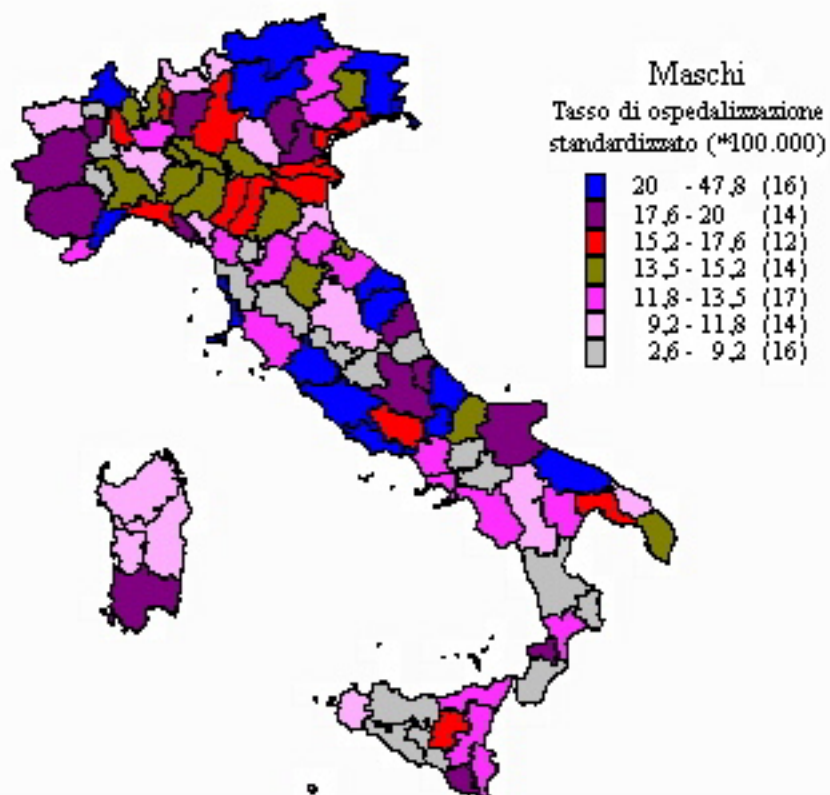 Maschi
Tasso di ospedalizzazione
standardizzato (*100.000)
20 - 47,8 (16)
17,6 - 20 (14)
15,2 - 17,6 (12)
13,5 - 15,2 (14)
11,8 - 13,5 (17)
9,2 - 11,8 (14)
2,6 - 9,2 (16)